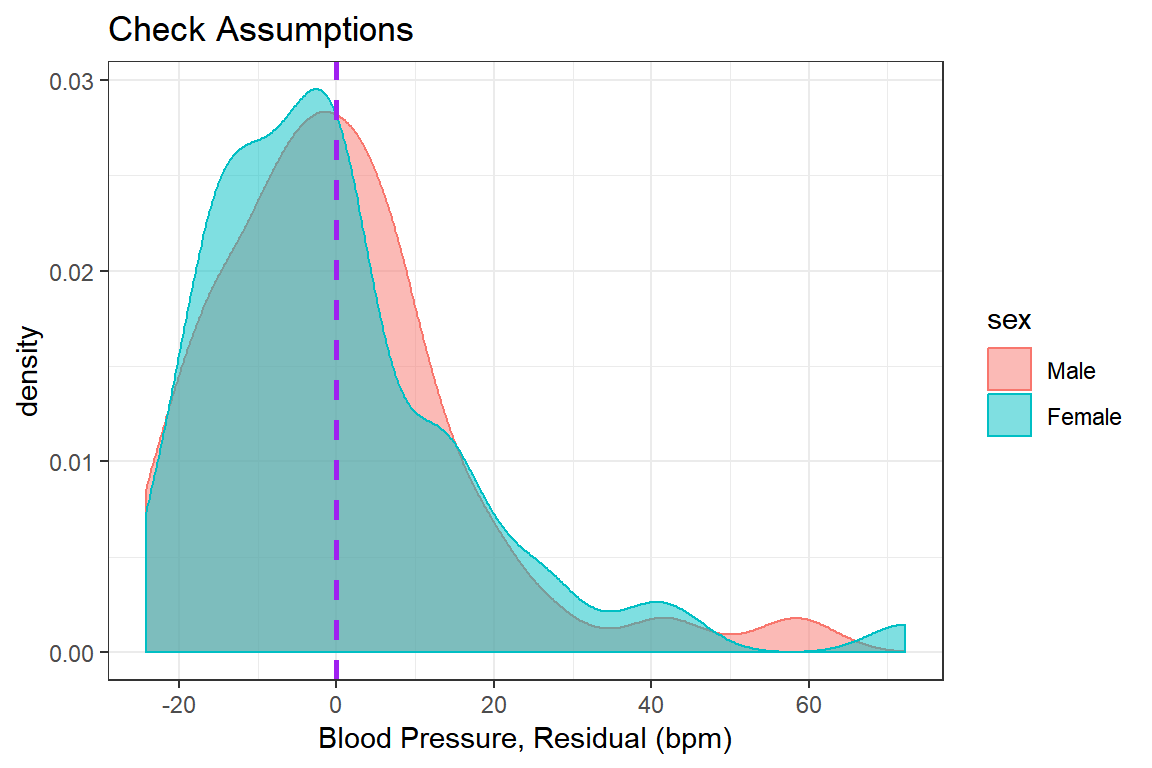 Check Assumptions
0.03
0.02
0.01
0.00
density
-20 0 20 40 60
Blood Pressure, Residual (bpm)
sex
Male
Female